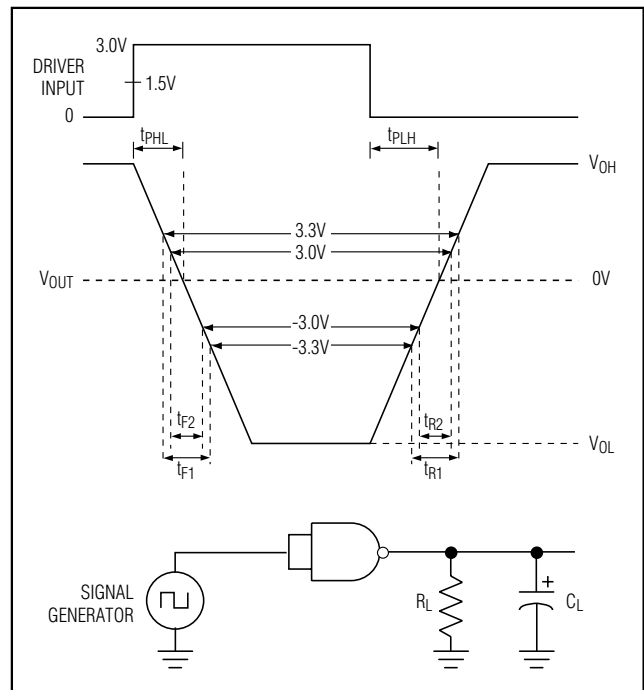 3.0V
DRIVER
INPUT
1.5V
0
tPHL
tPLH
VOH
3.3V
3.0V
VOUT
0V
-3.0V
-3.3V
tF2
tR2
VOL
tF1
tR1
SIGNAL
GENERATOR
RL
+
CL